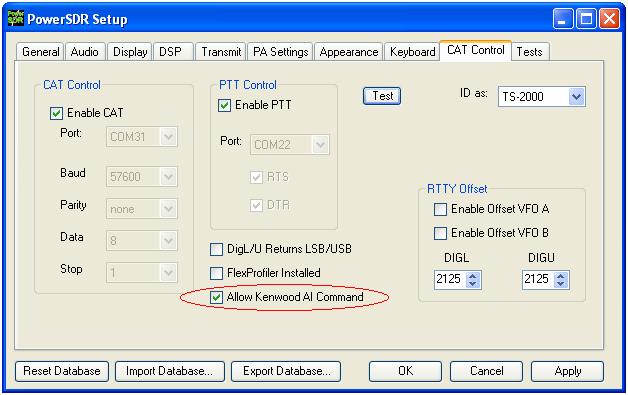 Power SDR
PowerSDR Setup
General Audio Display DSP Transmit PA Settings Appearance Keyboard CAT Control Tests
CAT Control
Enable CAT
Port: COM31
Baud 57600
Parity none
Data 8
Stop 1
PTT Control
Enable PTT
Port: COM22
RTS
DTR
Test
ID as: TS-2000
DigL/U Returns LSB/USB
FlexProfiler Installed
Allow Kenwood AI Command
RTTY Offset
Enable Offset VFO A
Enable Offset VFO B
DIGL DIGU
2125 2125
Reset Database Import Database... Export Database... OK Cancel Apply